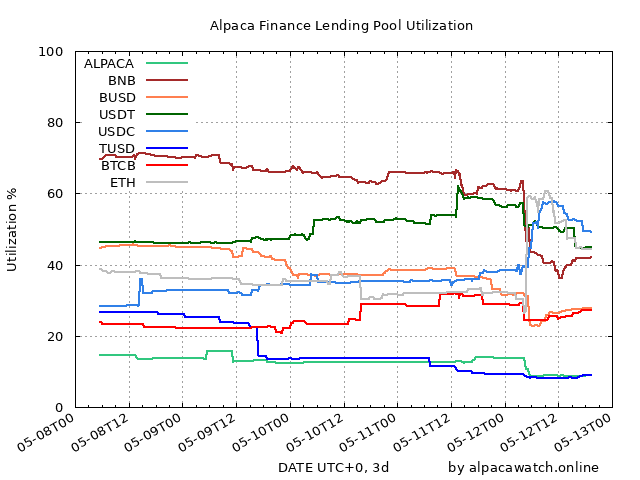 Alpaca Finance Lending Pool Utilization
100
80
60
40
20
0
Utilization %
ALPACA
BNB
BUSD
USDT
USDC
TUSD
BTCB
ETH
05-08T00
05-08T12
05-09T00
05-09T12
05-10T00
05-10T12
05-11T00
05-11T12
05-12T00
05-12T12
05-13T00
DATE UTC+0, 3d
by alpacawatch.online